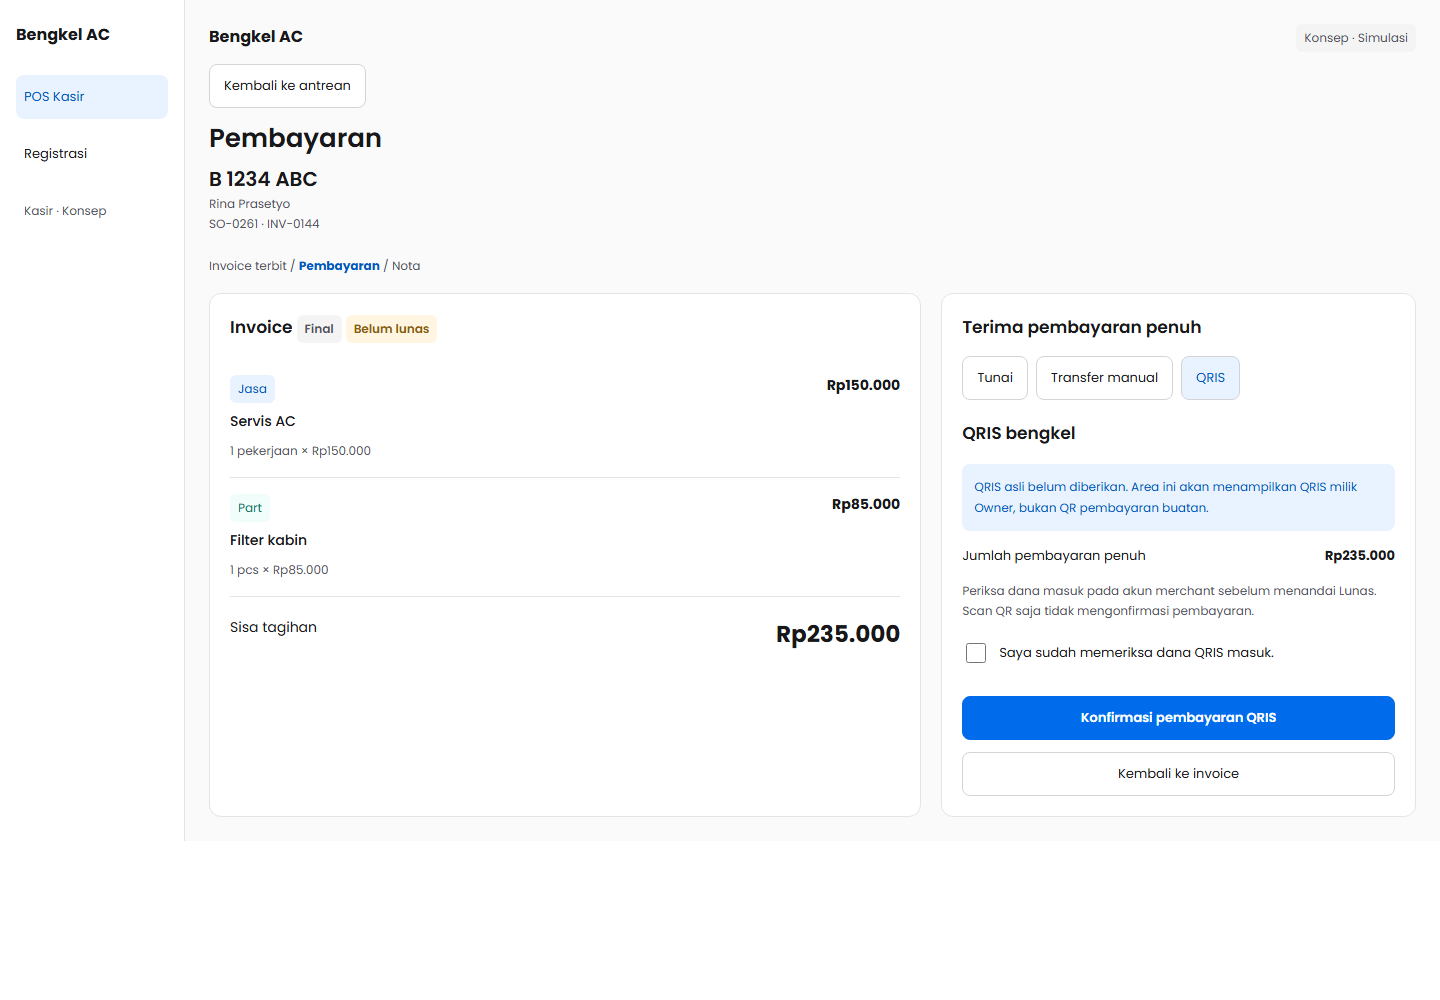 Bengkel AC
POS Kasir
Registrasi
Kasir · Konsep
Bengkel AC
Konsep · Simulasi
Kembali ke antrean
Pembayaran
B 1234 ABC
Rina Prasetyo
SO-0261 · INV-0144
Invoice terbit / Pembayaran / Nota
Invoice Final Belum lunas
Jasa Rp150.000
Servis AC
1 pekerjaan × Rp150.000
Part Rp85.000
Filter kabin
1 pcs × Rp85.000
Sisa tagihan Rp235.000
Terima pembayaran penuh
Tunai Transfer manual QRIS
QRIS bengkel
QRIS asli belum diberikan. Area ini akan menampilkan QRIS milik
Owner, bukan QR pembayaran buatan.
Jumlah pembayaran penuh Rp235.000
Periksa dana masuk pada akun merchant sebelum menandai Lunas.
Scan QR saja tidak mengonfirmasi pembayaran.
Saya sudah memeriksa dana QRIS masuk.
Konfirmasi pembayaran QRIS
Kembali ke invoice